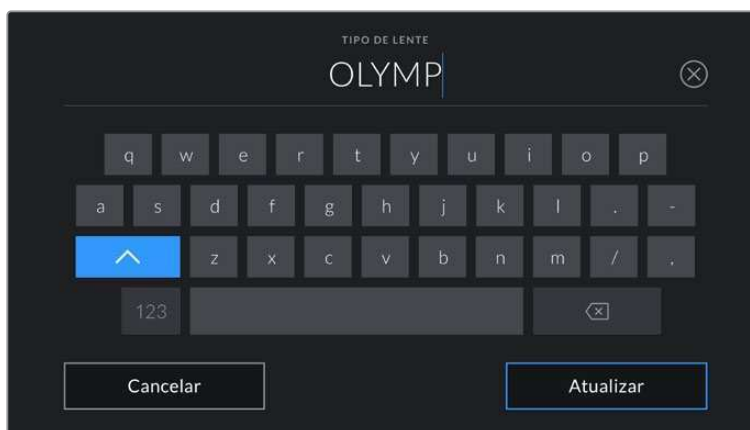 TIPO DE LENTE
OLYMP
q w e r t y u i o p
a s d f g h j k l . -
z x c v b n m / ,
123
Cancelar Atualizar